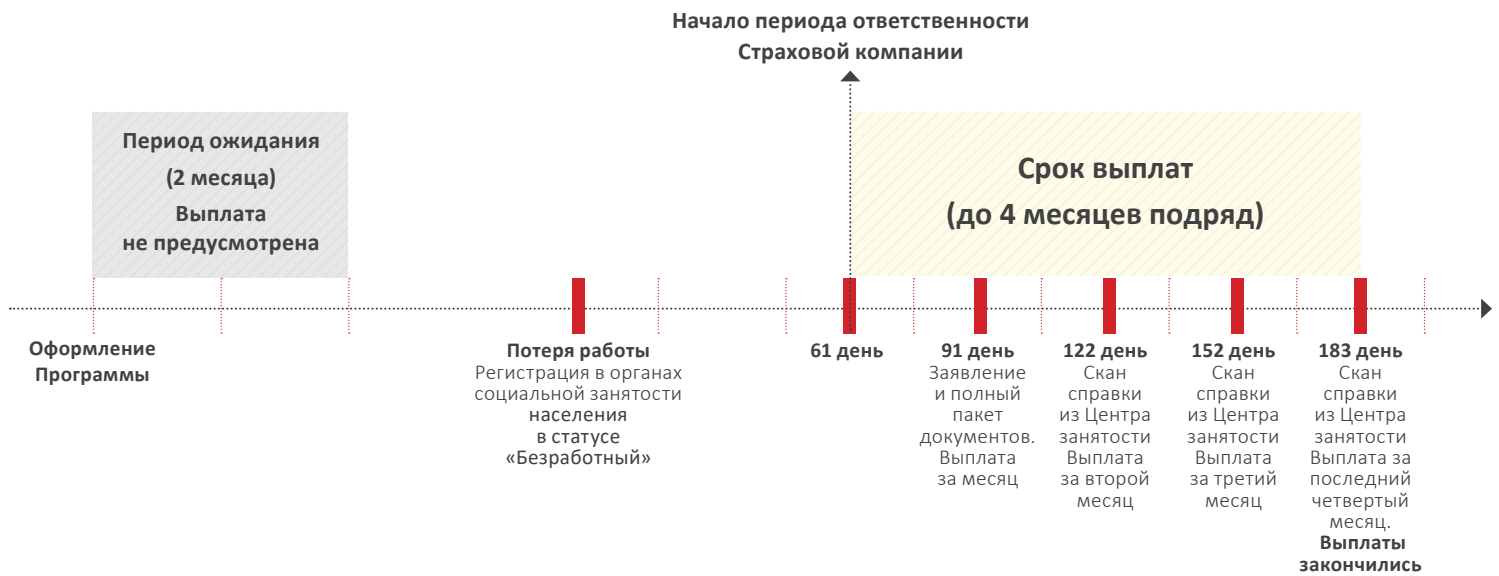 Начало периода ответственности
Страховой компании
Период ожидания
(2 месяца)
Выплата
не предусмотрена
Срок выплат
(до 4 месяцев подряд)
Оформление
Программы
Потеря работы
Регистрация в органах
социальной занятости
населения
в статусе
«Безработный»
61 день
91 день
Заявление
и полный
пакет
документов.
Выплата
за месяц
122 день
Скан
справки
из Центра
занятости
Выплата
за второй
месяц
152 день
Скан
справки
из Центра
занятости
Выплата
за третий
месяц
183 день
Скан
справки
из Центра
занятости
Выплата за
последний
четвертый
месяц.
Выплаты
закончились